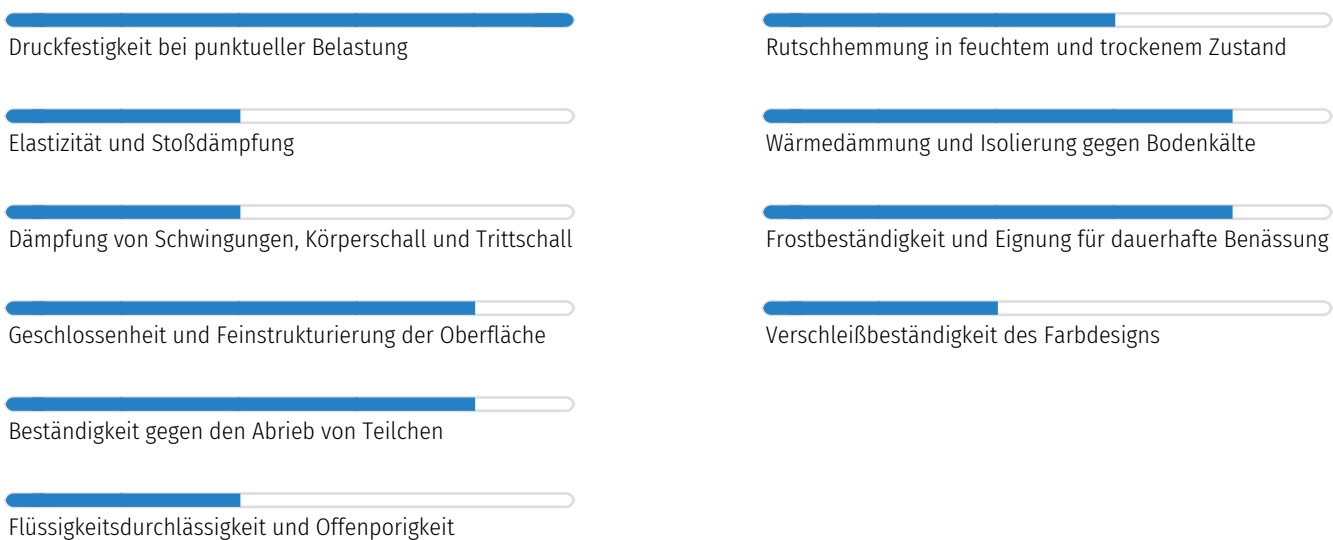 Druckfestigkeit bei punktueller Belastung
Elastizität und Stoßdämpfung
Dämpfung von Schwingungen, Körperschall und Trittschall
Geschlossenheit und Feinstrukturierung der Oberfläche
Beständigkeit gegen den Abrieb von Teilchen
Flüssigkeitsdurchlässigkeit und Offenporigkeit
Rutschhemmung in feuchtem und trockenem Zustand
Wärmedämmung und Isolierung gegen Bodenkälte
Frostbeständigkeit und Eignung für dauerhafte Benässung
Verschleißbeständigkeit des Farbdesigns